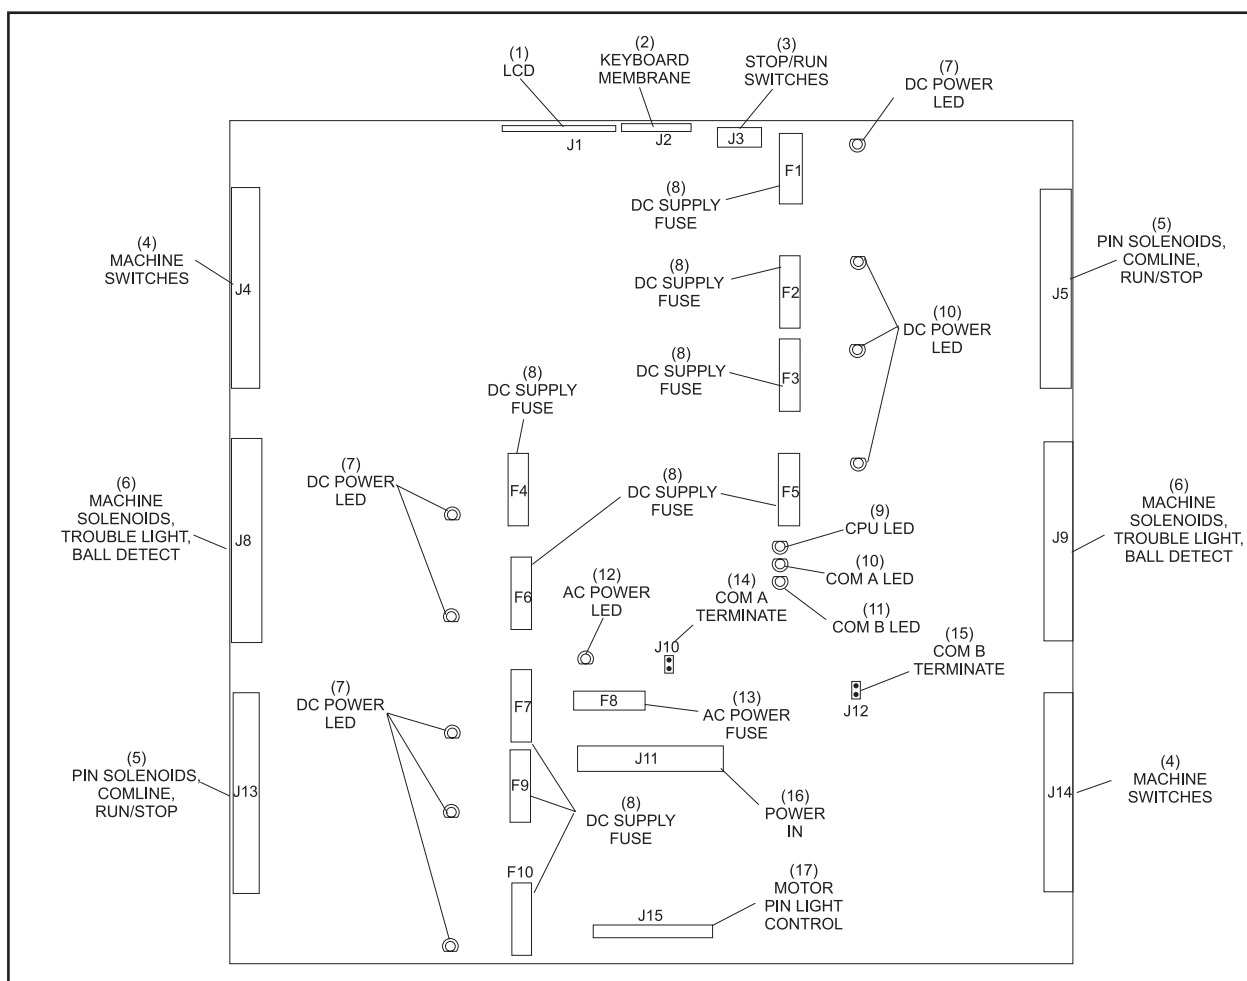 (1)
LCD
(2)
KEYBOARD
MEMBRANE
(3)
STOP/RUN
SWITCHES
(7)
DC POWER
LED
J1
J2
J3
F1
(8)
DC SUPPLY
FUSE
(4)
MACHINE
SWITCHES
J4
(8)
DC SUPPLY
FUSE
F2
(5)
PIN SOLENOIDS,
COMLINE,
RUN/STOP
J5
(10)
DC POWER
LED
(8)
DC SUPPLY
FUSE
F3
(8)
DC SUPPLY
FUSE
F4
(7)
DC POWER
LED
(8)
DC SUPPLY
FUSE
F5
(6)
MACHINE
SOLENOIDS,
TROUBLE LIGHT,
BALL DETECT
J8
(9)
CPU LED
(10)
COM A LED
(11)
COM B LED
J9
(6)
MACHINE
SOLENOIDS,
TROUBLE LIGHT,
BALL DETECT
F6
(12)
AC POWER
LED
(14)
COM A
TERMINATE
J10
(15)
COM B
TERMINATE
J12
(7)
DC POWER
LED
F7
F8
(13)
AC POWER
FUSE
(5)
PIN SOLENOIDS,
COMLINE,
RUN/STOP
J13
F9
J11
(16)
POWER
IN
J14
(4)
MACHINE
SWITCHES
(8)
DC SUPPLY
FUSE
F10
J15
(17)
MOTOR
PIN LIGHT
CONTROL